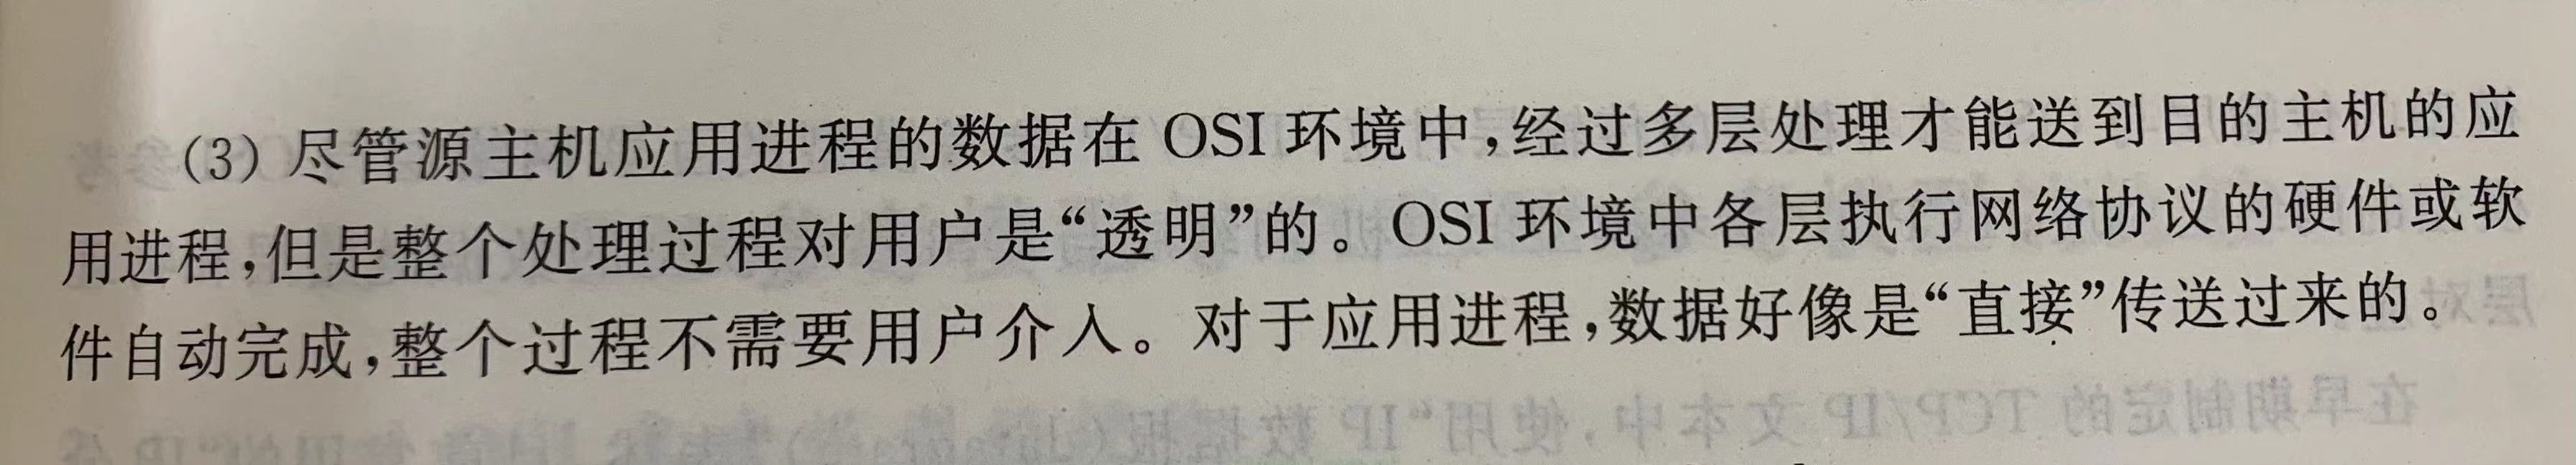 (3) 尽管源主机应用进程的数据在 OSI 环境中,经过多层处理才能送到目的主机的应
用进程,但是整个处理过程对用户是“透明”的。OSI 环境中各层执行网络协议的硬件或软
件自动完成,整个过程不需要用户介入。对于应用进程,数据好像是“直接”传送过来的。